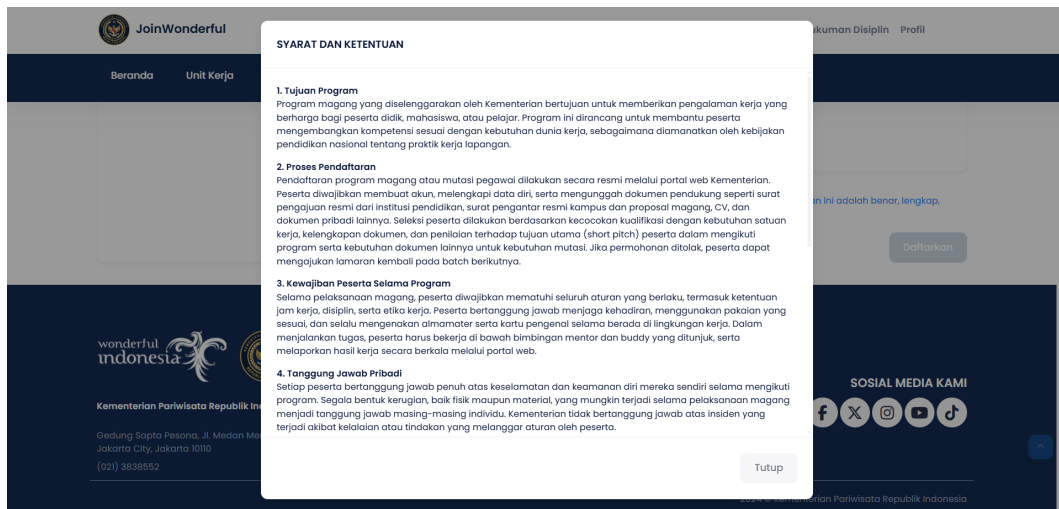 JoinWonderful
SYARAT DAN KETENTUAN
Hukuman Disiplin Profil
Beranda Unit Kerja
1. Tujuan Program
Program magang yang diselenggarakan oleh Kementerian bertujuan untuk memberikan pengalaman kerja yang
berharga bagi peserta didik, mahasiswa, atau pelajar. Program ini dirancang untuk membantu peserta
mengembangkan kompetensi sesuai dengan kebutuhan dunia kerja, sebagaimana diamanatkan oleh kebijakan
pendidikan nasional tentang praktik kerja lapangan.
2. Proses Pendaftaran
Pendaftaran program magang atau mutasi pegawai dilakukan secara resmi melalui portal web Kementerian.
Peserta diwajibkan membuat akun, melengkapi data diri, serta mengunggah dokumen pendukung seperti surat
pengajuan resmi dari institusi pendidikan, surat pengantar resmi kampus dan proposal magang, CV, dan
dokumen pribadi lainnya. Seleksi peserta dilakukan berdasarkan kecocokan kualifikasi dengan kebutuhan satuan
kerja, kelengkapan dokumen, dan penilaian terhadap tujuan utama (short pitch) peserta dalam mengikuti
program serta kebutuhan dokumen lainnya untuk kebutuhan mutasi. Jika permohonan ditolak, peserta dapat
mengajukan lamaran kembali pada batch berikutnya.
3. Kewajiban Peserta Selama Program
Selama pelaksanaan magang, peserta diwajibkan mematuhi seluruh aturan yang berlaku, termasuk ketentuan
jam kerja, disiplin, serta etika kerja. Peserta bertanggung jawab menjaga kehadiran, menggunakan pakaian yang
sesuai, dan selalu mengenakan almamater serta kartu pengenal selama berada di lingkungan kerja. Dalam
menjalankan tugas, peserta harus bekerja di bawah bimbingan mentor dan buddy yang ditunjuk, serta
melaporkan hasil kerja secara berkala melalui portal web.
4. Tanggung Jawab Pribadi
Setiap peserta bertanggung jawab penuh atas keselamatan dan keamanan diri mereka sendiri selama mengikuti
program. Segala bentuk kerugian, baik fisik maupun material, yang mungkin terjadi selama pelaksanaan magang
menjadi tanggung jawab masing-masing individu. Kementerian tidak bertanggung jawab atas insiden yang
terjadi akibat kelalaian atau tindakan yang melanggar aturan oleh peserta.
Tutup
ini adalah benar, lengkap,
Daftarkan
wonderful
indonesia
Kementerian Pariwisata Republik
Gedung Sapta Pesona, Jl. Medan
Jakarta City, Jakarta 10110
(021) 3838552
SOSIAL MEDIA KAMI
2024 © Kementerian Pariwisata Republik Indonesia